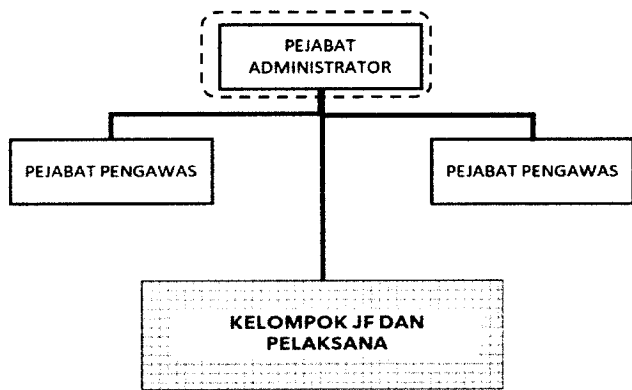 PEJABAT
ADMINISTRATOR
PEJABAT PENGAWAS
PEJABAT PENGAWAS
KELOMPOK JF DAN
PELAKSANA